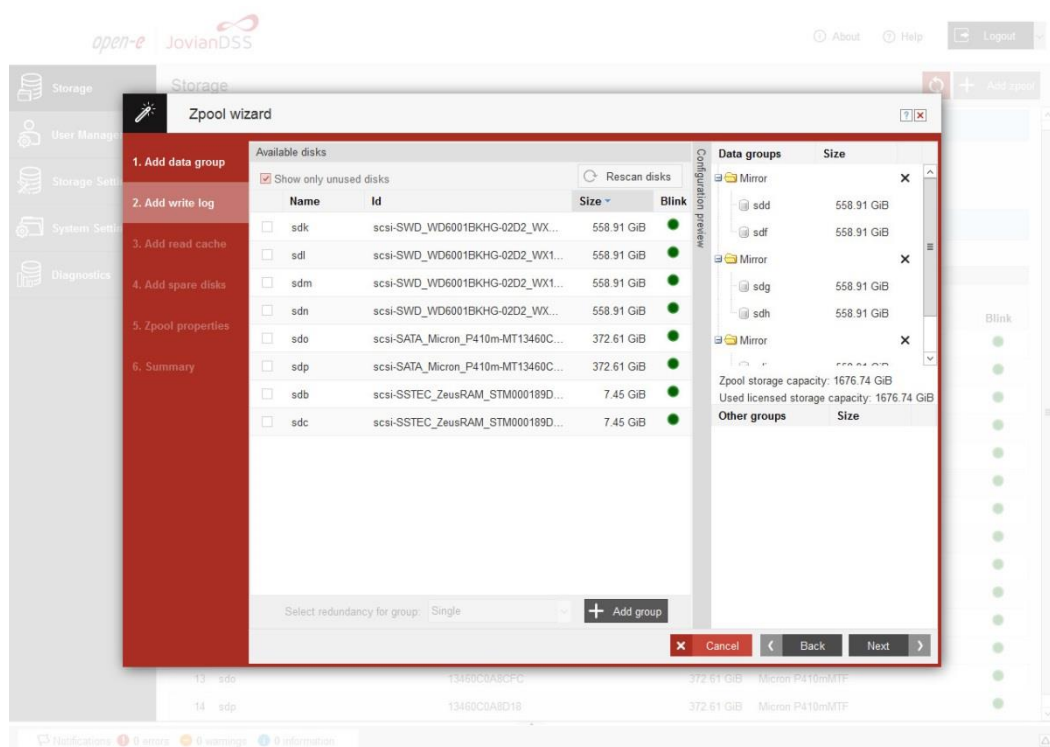 open-e JovianDSS
About Help Logout
Storage
Storage
Add zpool
User Manage
Storage Setti
System Settin
Diagnostics
Zpool wizard
1. Add data group
2. Add write log
3. Add read cache
4. Add spare disks
5. Zpool properties
6. Summary
Available disks
Show only unused disks Rescan disks
Name Id Size Blink
sdk scsi-SWD_WD6001BKHG-02D2_WX... 558.91 GiB
sdl scsi-SWD_WD6001BKHG-02D2_WX1... 558.91 GiB
sdm scsi-SWD_WD6001BKHG-02D2_WX1... 558.91 GiB
sdn scsi-SWD_WD6001BKHG-02D2_WX... 558.91 GiB
sdo scsi-SATA_Micron_P410m-MT13460C... 372.61 GiB
sdp scsi-SATA_Micron_P410m-MT13460C... 372.61 GiB
sdb scsi-SSTEC_ZeusRAM_STM000189D... 7.45 GiB
sdc scsi-SSTEC_ZeusRAM_STM000189D... 7.45 GiB
Select redundancy for group: Single Add group
Configuration preview
Data groups Size
Mirror
sdd 558.91 GiB
sdf 558.91 GiB
Mirror
sdg 558.91 GiB
sdh 558.91 GiB
Mirror
Zpool storage capacity: 1676.74 GiB
Used licensed storage capacity: 1676.74 GiB
Other groups Size
Cancel Back Next
Blink
13 sdo 13460C0A8CFC 372.61 GiB Micron P410mMTF
14 sdp 13460C0A8D18 372.61 GiB Micron P410mMTF
Notifications: 0 errors 0 warnings 0 information